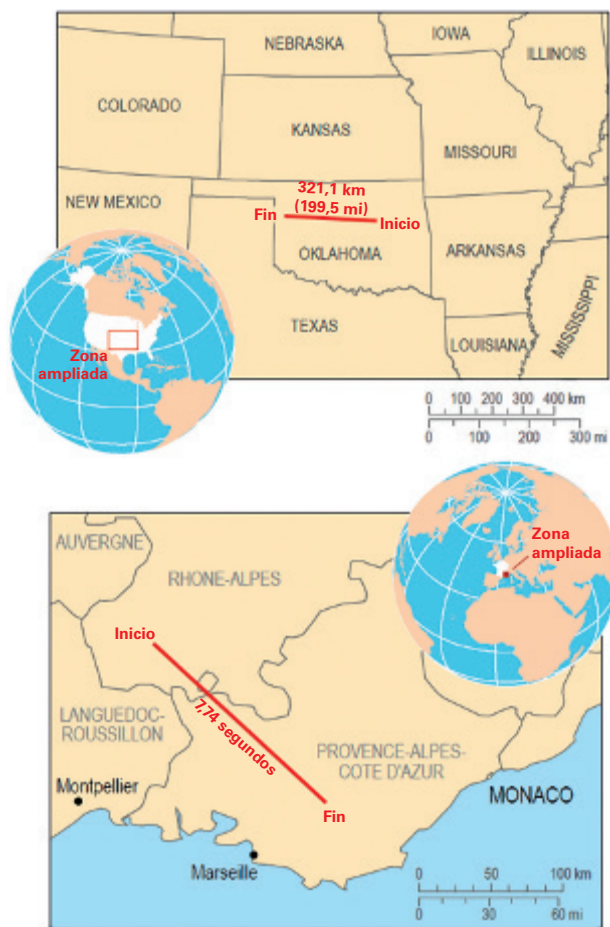 NEBRASKA
IOWA
ILLINOIS
COLORADO
KANSAS
MISSOURI
321,1 km
(199,5 mi)
NEW MEXICO
Fin
Inicio
OKLAHOMA
ARKANSAS
TEXAS
LOUISIANA
MISSISSIPPI
Zona
ampliada
0 100 200 300 400 km
0 100 200 300 mi
AUVERGNE
RHONE-ALPES
Zona
ampliada
Inicio
7,74 segundos
LANGUEDOC-
ROUSSILLON
PROVENCE-ALPES-
COTE D'AZUR
Montpellier
MONACO
Fin
Marseille
0 50 100 km
0 30 60 mi